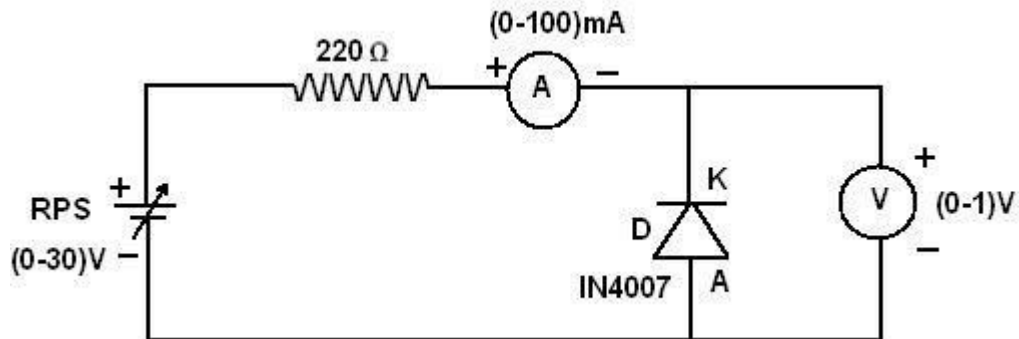 (0-100)mA
220 Ω
+ A −
K
+
+
RPS
D
V
(0-1)V
(0-30)V −
−
IN4007 A